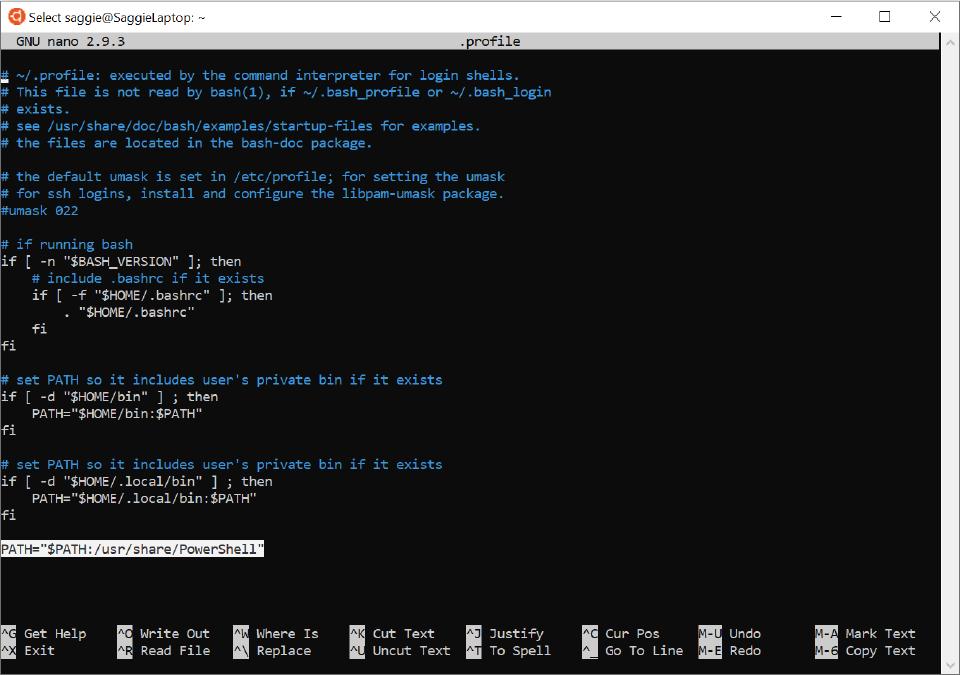 Select saggie@SaggieLaptop: ~
GNU nano 2.9.3 .profile
# ~/.profile: executed by the command interpreter for login shells.
# This file is not read by bash(1), if ~/.bash_profile or ~/.bash_login
# exists.
# see /usr/share/doc/bash/examples/startup-files for examples.
# the files are located in the bash-doc package.
# the default umask is set in /etc/profile; for setting the umask
# for ssh logins, install and configure the libpam-umask package.
#umask 022
# if running bash
if [ -n "$BASH_VERSION" ]; then
    # include .bashrc if it exists
    if [ -f "$HOME/.bashrc" ]; then
        . "$HOME/.bashrc"
    fi
fi
# set PATH so it includes user's private bin if it exists
if [ -d "$HOME/bin" ] ; then
    PATH="$HOME/bin:$PATH"
fi
# set PATH so it includes user's private bin if it exists
if [ -d "$HOME/.local/bin" ] ; then
    PATH="$HOME/.local/bin:$PATH"
fi
PATH="$PATH:/usr/share/PowerShell"
^G Get Help ^O Write Out ^W Where Is ^K Cut Text ^J Justify ^C Cur Pos M-U Undo M-A Mark Text
^X Exit ^R Read File ^\ Replace ^U Uncut Text ^T To Spell ^_ Go To Line M-E Redo M-6 Copy Text